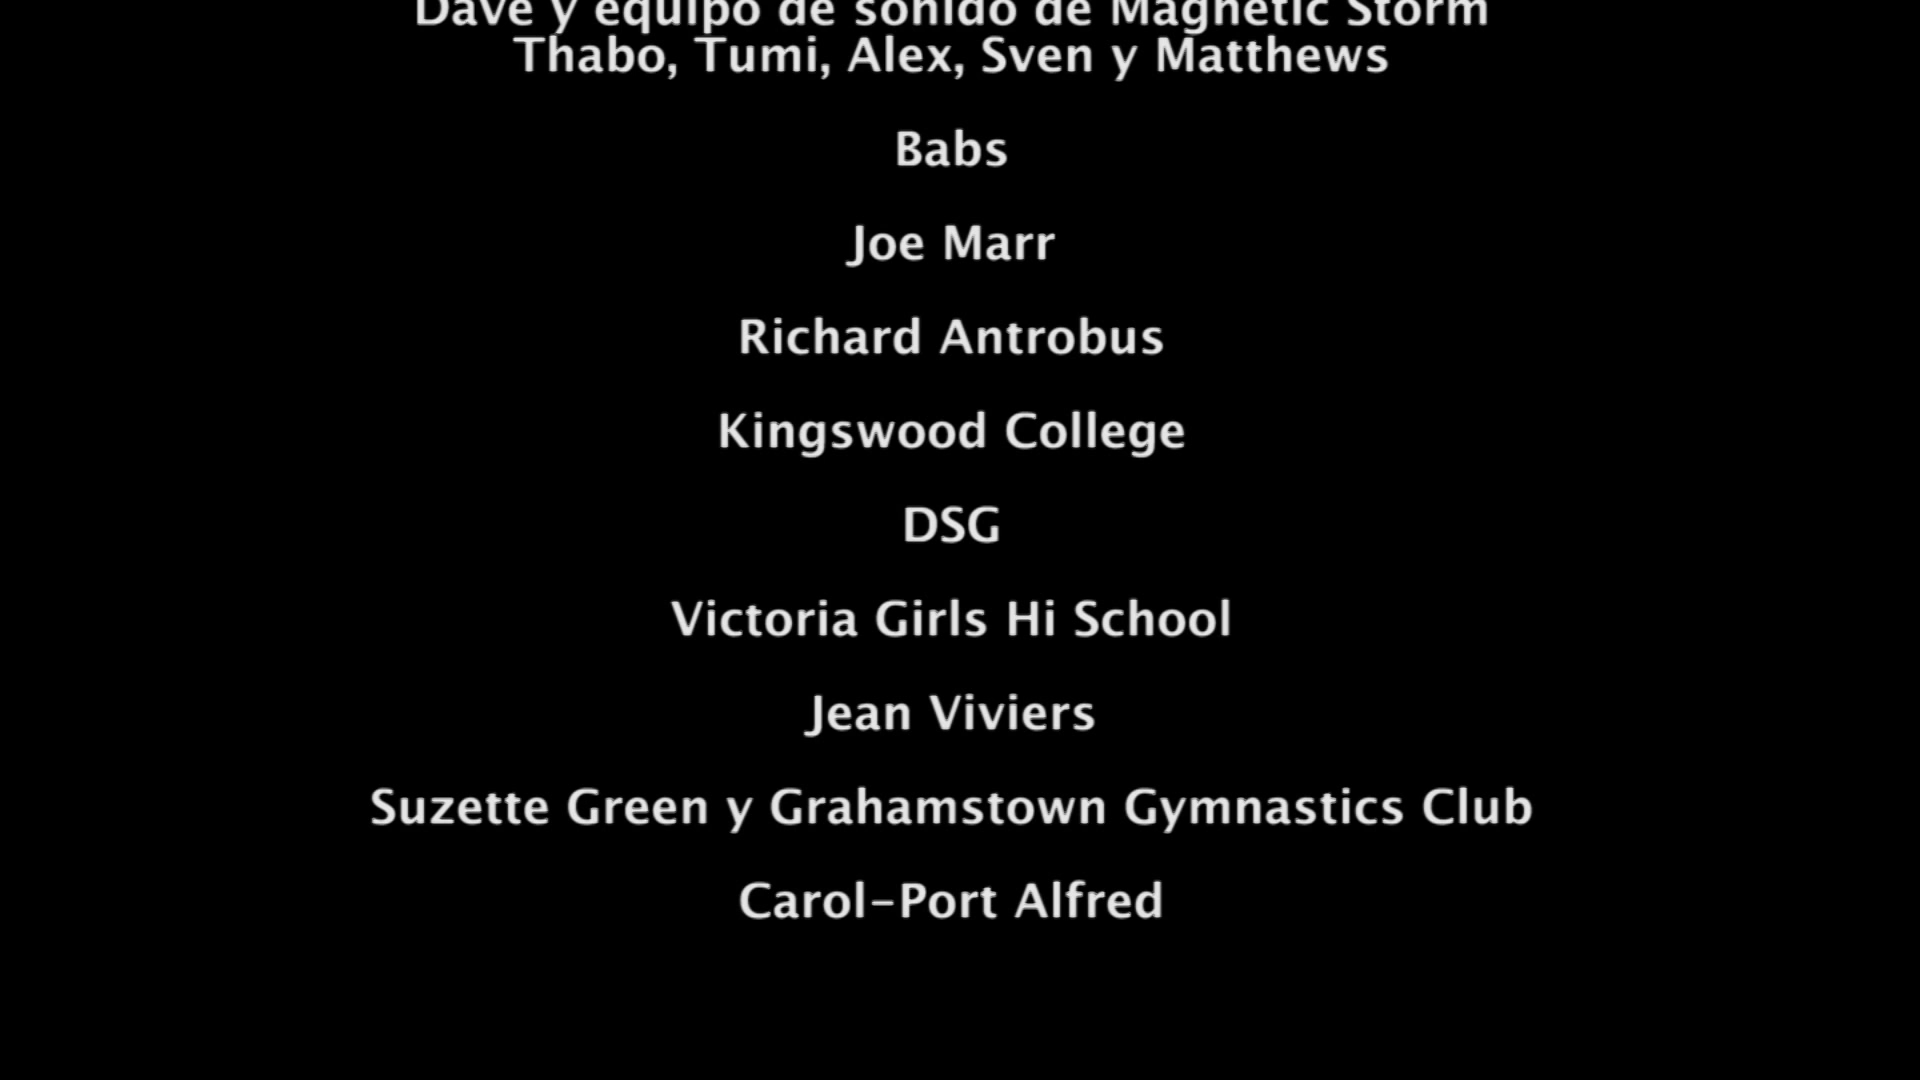 Dave y equipo de sonido de Magnetic Storm
Thabo, Tumi, Alex, Sven y Matthews
Babs
Joe Marr
Richard Antrobus
Kingswood College
DSG
Victoria Girls Hi School
Jean Viviers
Suzette Green y Grahamstown Gymnastics Club
Carol-Port Alfred